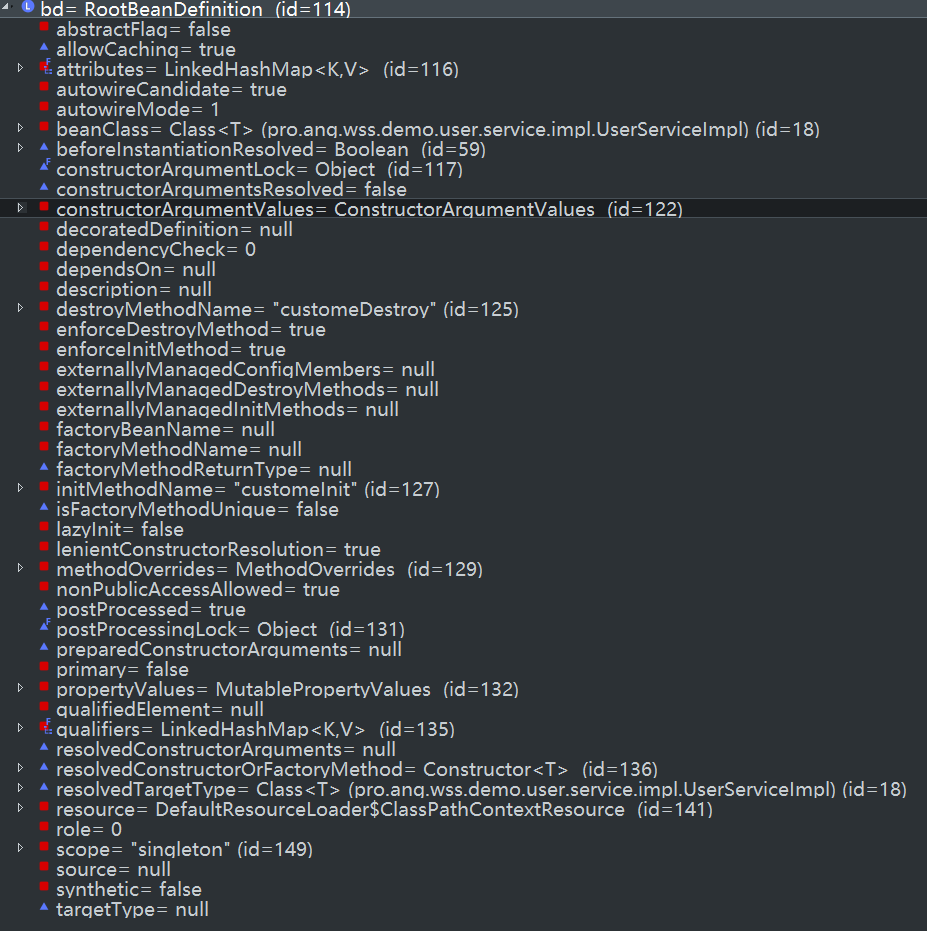 bd= RootBeanDefinition (id=114)
abstractFlag= false
allowCaching= true
attributes= LinkedHashMap<K,V> (id=116)
autowireCandidate= true
autowireMode= 1
beanClass= Class<T> (pro.ang.wss.demo.user.service.impl.UserServiceImpl) (id=18)
beforeInstantiationResolved= Boolean (id=59)
constructorArgumentLock= Object (id=117)
constructorArgumentsResolved= false
constructorArgumentValues= ConstructorArgumentValues (id=122)
decoratedDefinition= null
dependencyCheck= 0
dependsOn= null
description= null
destroyMethodName= "customeDestroy" (id=125)
enforceDestroyMethod= true
enforceInitMethod= true
externallyManagedConfigMembers= null
externallyManagedDestroyMethods= null
externallyManagedInitMethods= null
factoryBeanName= null
factoryMethodName= null
factoryMethodReturnType= null
initMethodName= "customeInit" (id=127)
isFactoryMethodUnique= false
lazyInit= false
lenientConstructorResolution= true
methodOverrides= MethodOverrides (id=129)
nonPublicAccessAllowed= true
postProcessed= true
postProcessingLock= Object (id=131)
preparedConstructorArguments= null
primary= false
propertyValues= MutablePropertyValues (id=132)
qualifiedElement= null
qualifiers= LinkedHashMap<K,V> (id=135)
resolvedConstructorArguments= null
resolvedConstructorOrFactoryMethod= Constructor<T> (id=136)
resolvedTargetType= Class<T> (pro.ang.wss.demo.user.service.impl.UserServiceImpl) (id=18)
resource= DefaultResourceLoader$ClassPathContextResource (id=141)
role= 0
scope= "singleton" (id=149)
source= null
synthetic= false
targetType= null